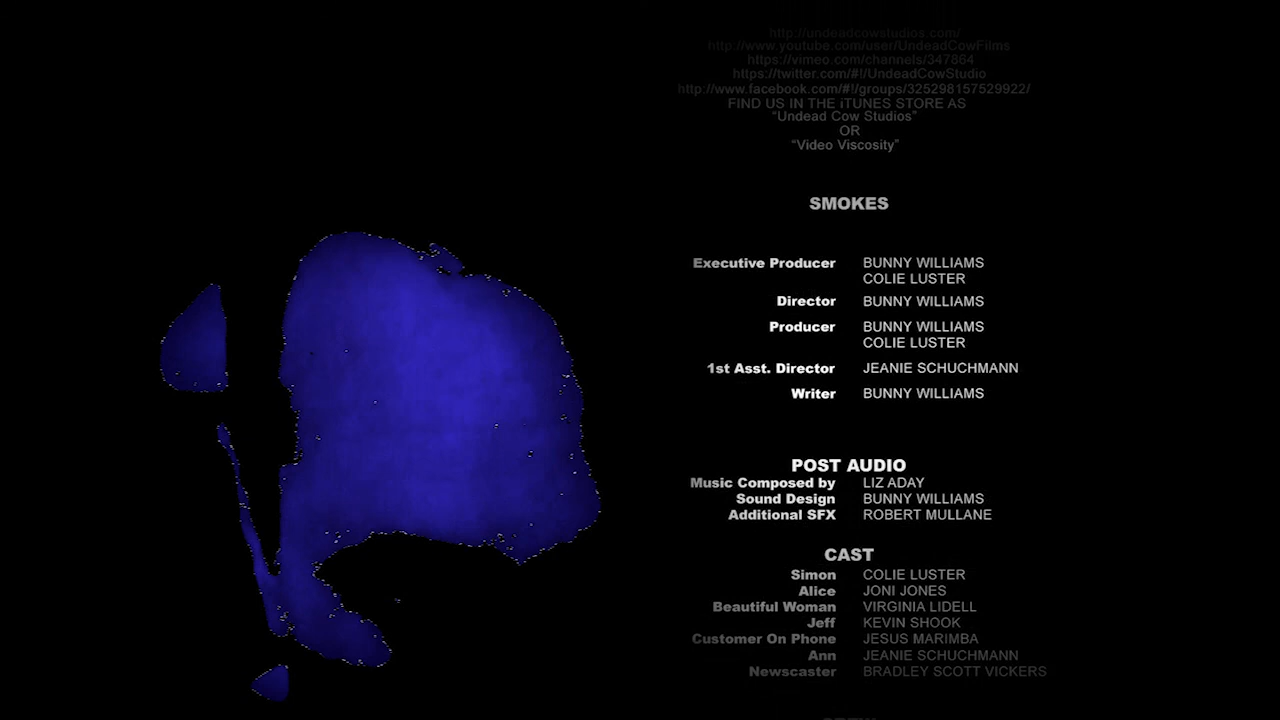 http://undeadcowstudios.com/
http://www.youtube.com/user/UndeadCowFilms
https://vimeo.com/channels/347864
https://twitter.com/#!/UndeadCowStudio
http://www.facebook.com/#!/groups/325298157529922/
FIND US IN THE iTUNES STORE AS
“Undead Cow Studios”
OR
“Video Viscosity”
SMOKES
Executive Producer BUNNY WILLIAMS
COLIE LUSTER
Director BUNNY WILLIAMS
Producer BUNNY WILLIAMS
COLIE LUSTER
1st Asst. Director JEANIE SCHUCHMANN
Writer BUNNY WILLIAMS
POST AUDIO
Music Composed by LIZ ADAY
Sound Design BUNNY WILLIAMS
Additional SFX ROBERT MULLANE
CAST
Simon COLIE LUSTER
Alice JONI JONES
Beautiful Woman VIRGINIA LIDELL
Jeff KEVIN SHOOK
Customer On Phone JESUS MARIMBA
Ann JEANIE SCHUCHMANN
Newscaster BRADLEY SCOTT VICKERS